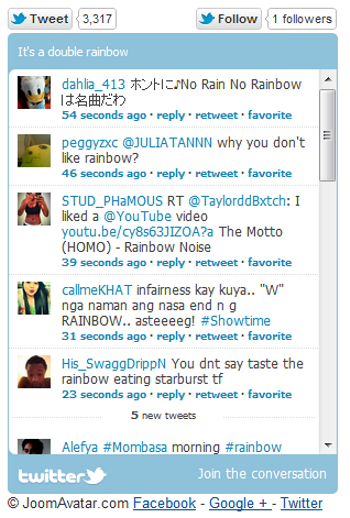 Tweet 3,317 Follow 1 followers
It's a double rainbow
dahlia_413 ホントに♪No Rain No Rainbow
は名曲だわ
54 seconds ago · reply · retweet · favorite
peggyzxc @JULIATANNN why you don't
like rainbow?
46 seconds ago · reply · retweet · favorite
STUD_PHaMOUS RT @TaylorddBxtch: I
liked a @YouTube video
youtu.be/cy8s63JIZOA?a The Motto
(HOMO) - Rainbow Noise
39 seconds ago · reply · retweet · favorite
callmeKHAT infairness kay kuya.. "W"
nga naman ang nasa end n g
RAINBOW.. asteeeeg! #Showtime
31 seconds ago · reply · retweet · favorite
His_SwaggDrippN You dnt say taste the
rainbow eating starburst tf
23 seconds ago · reply · retweet · favorite
5 new tweets
Alefya #Mombasa morning #rainbow
twitter Join the conversation
© JoomAvatar.com Facebook - Google + - Twitter